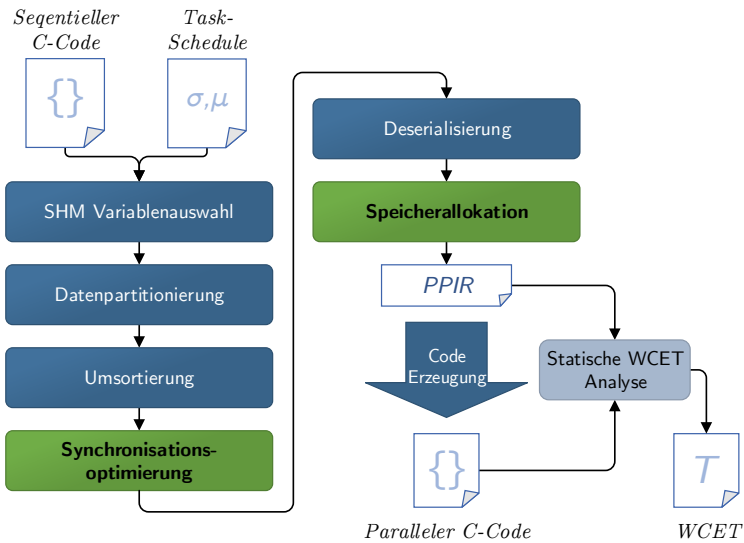 Seqentieller
C-Code
Task-
Schedule
{}
σ,μ
SHM Variablenauswahl
Datenpartitionierung
Umsortierung
Synchronisations-
optimierung
Deserialisierung
Speicherallokation
PPIR
Code
Erzeugung
Statische WCET
Analyse
{}
T
Paralleler C-Code
WCET